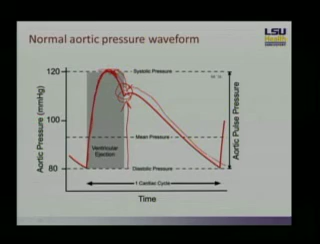 Normal aortic pressure waveform
LSU
Health
120
Systolic Pressure
Aortic Pressure (mmHg)
Mean Pressure
Aortic Pulse Pressure
Ventricular
Ejection
80
Diastolic Pressure
1 Cardiac Cycle
Time